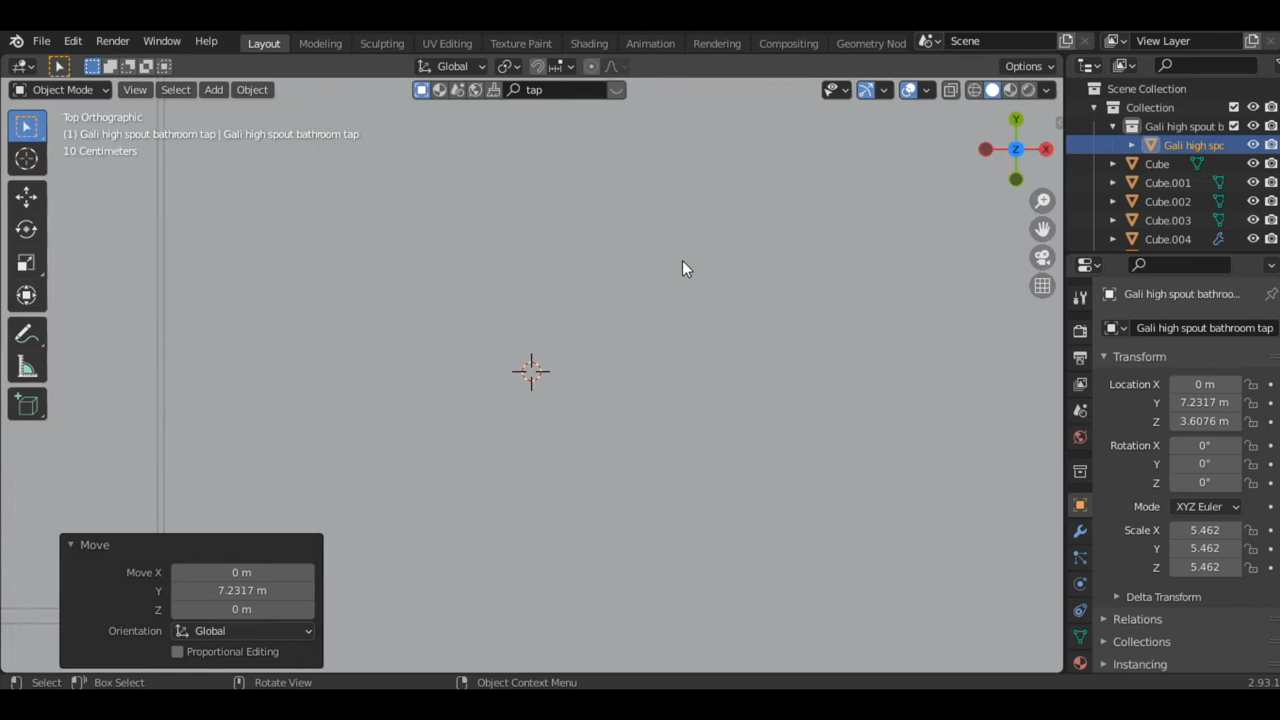 File Edit Render Window Help Layout Modeling Sculpting UV Editing Texture Paint Shading Animation Rendering Compositing Geometry Nod Scene View Layer
Global Options
Object Mode View Select Add Object tap
Top Orthographic
(1) Gali high spout bathroom tap | Gali high spout bathroom tap
10 Centimeters
Y
Z
X
Scene Collection
Collection
Gali high spout b
Gali high spc
Cube
Cube.001
Cube.002
Cube.003
Cube.004
Gali high spout bathroo...
Gali high spout bathroom tap
Transform
Location X 0 m
Y 7.2317 m
Z 3.6076 m
Rotation X 0°
Y 0°
Z 0°
Mode XYZ Euler
Scale X 5.462
Y 5.462
Z 5.462
Delta Transform
Relations
Collections
Instancing
Move
Move X 0 m
Y 7.2317 m
Z 0 m
Orientation Global
Proportional Editing
Select Box Select Rotate View Object Context Menu 2.93.1